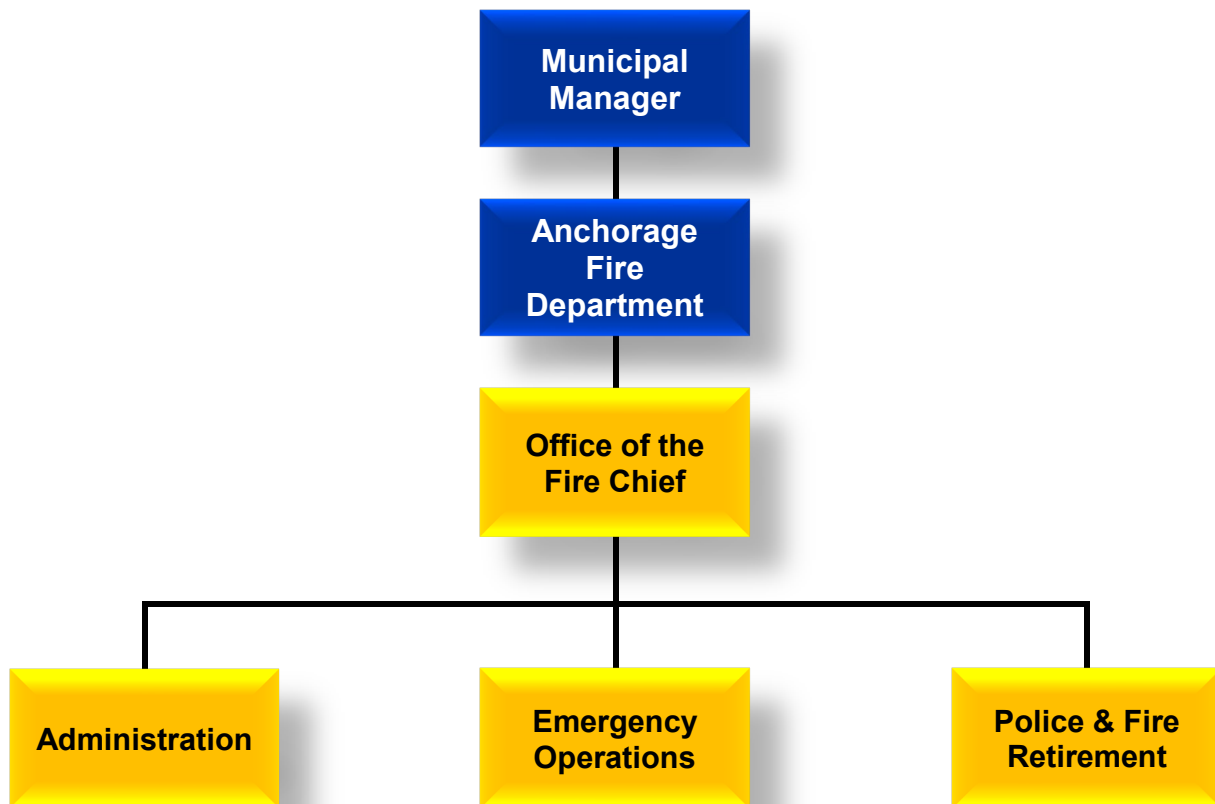 Municipal
Manager
Anchorage
Fire
Department
Office of the
Fire Chief
Administration
Emergency
Operations
Police & Fire
Retirement